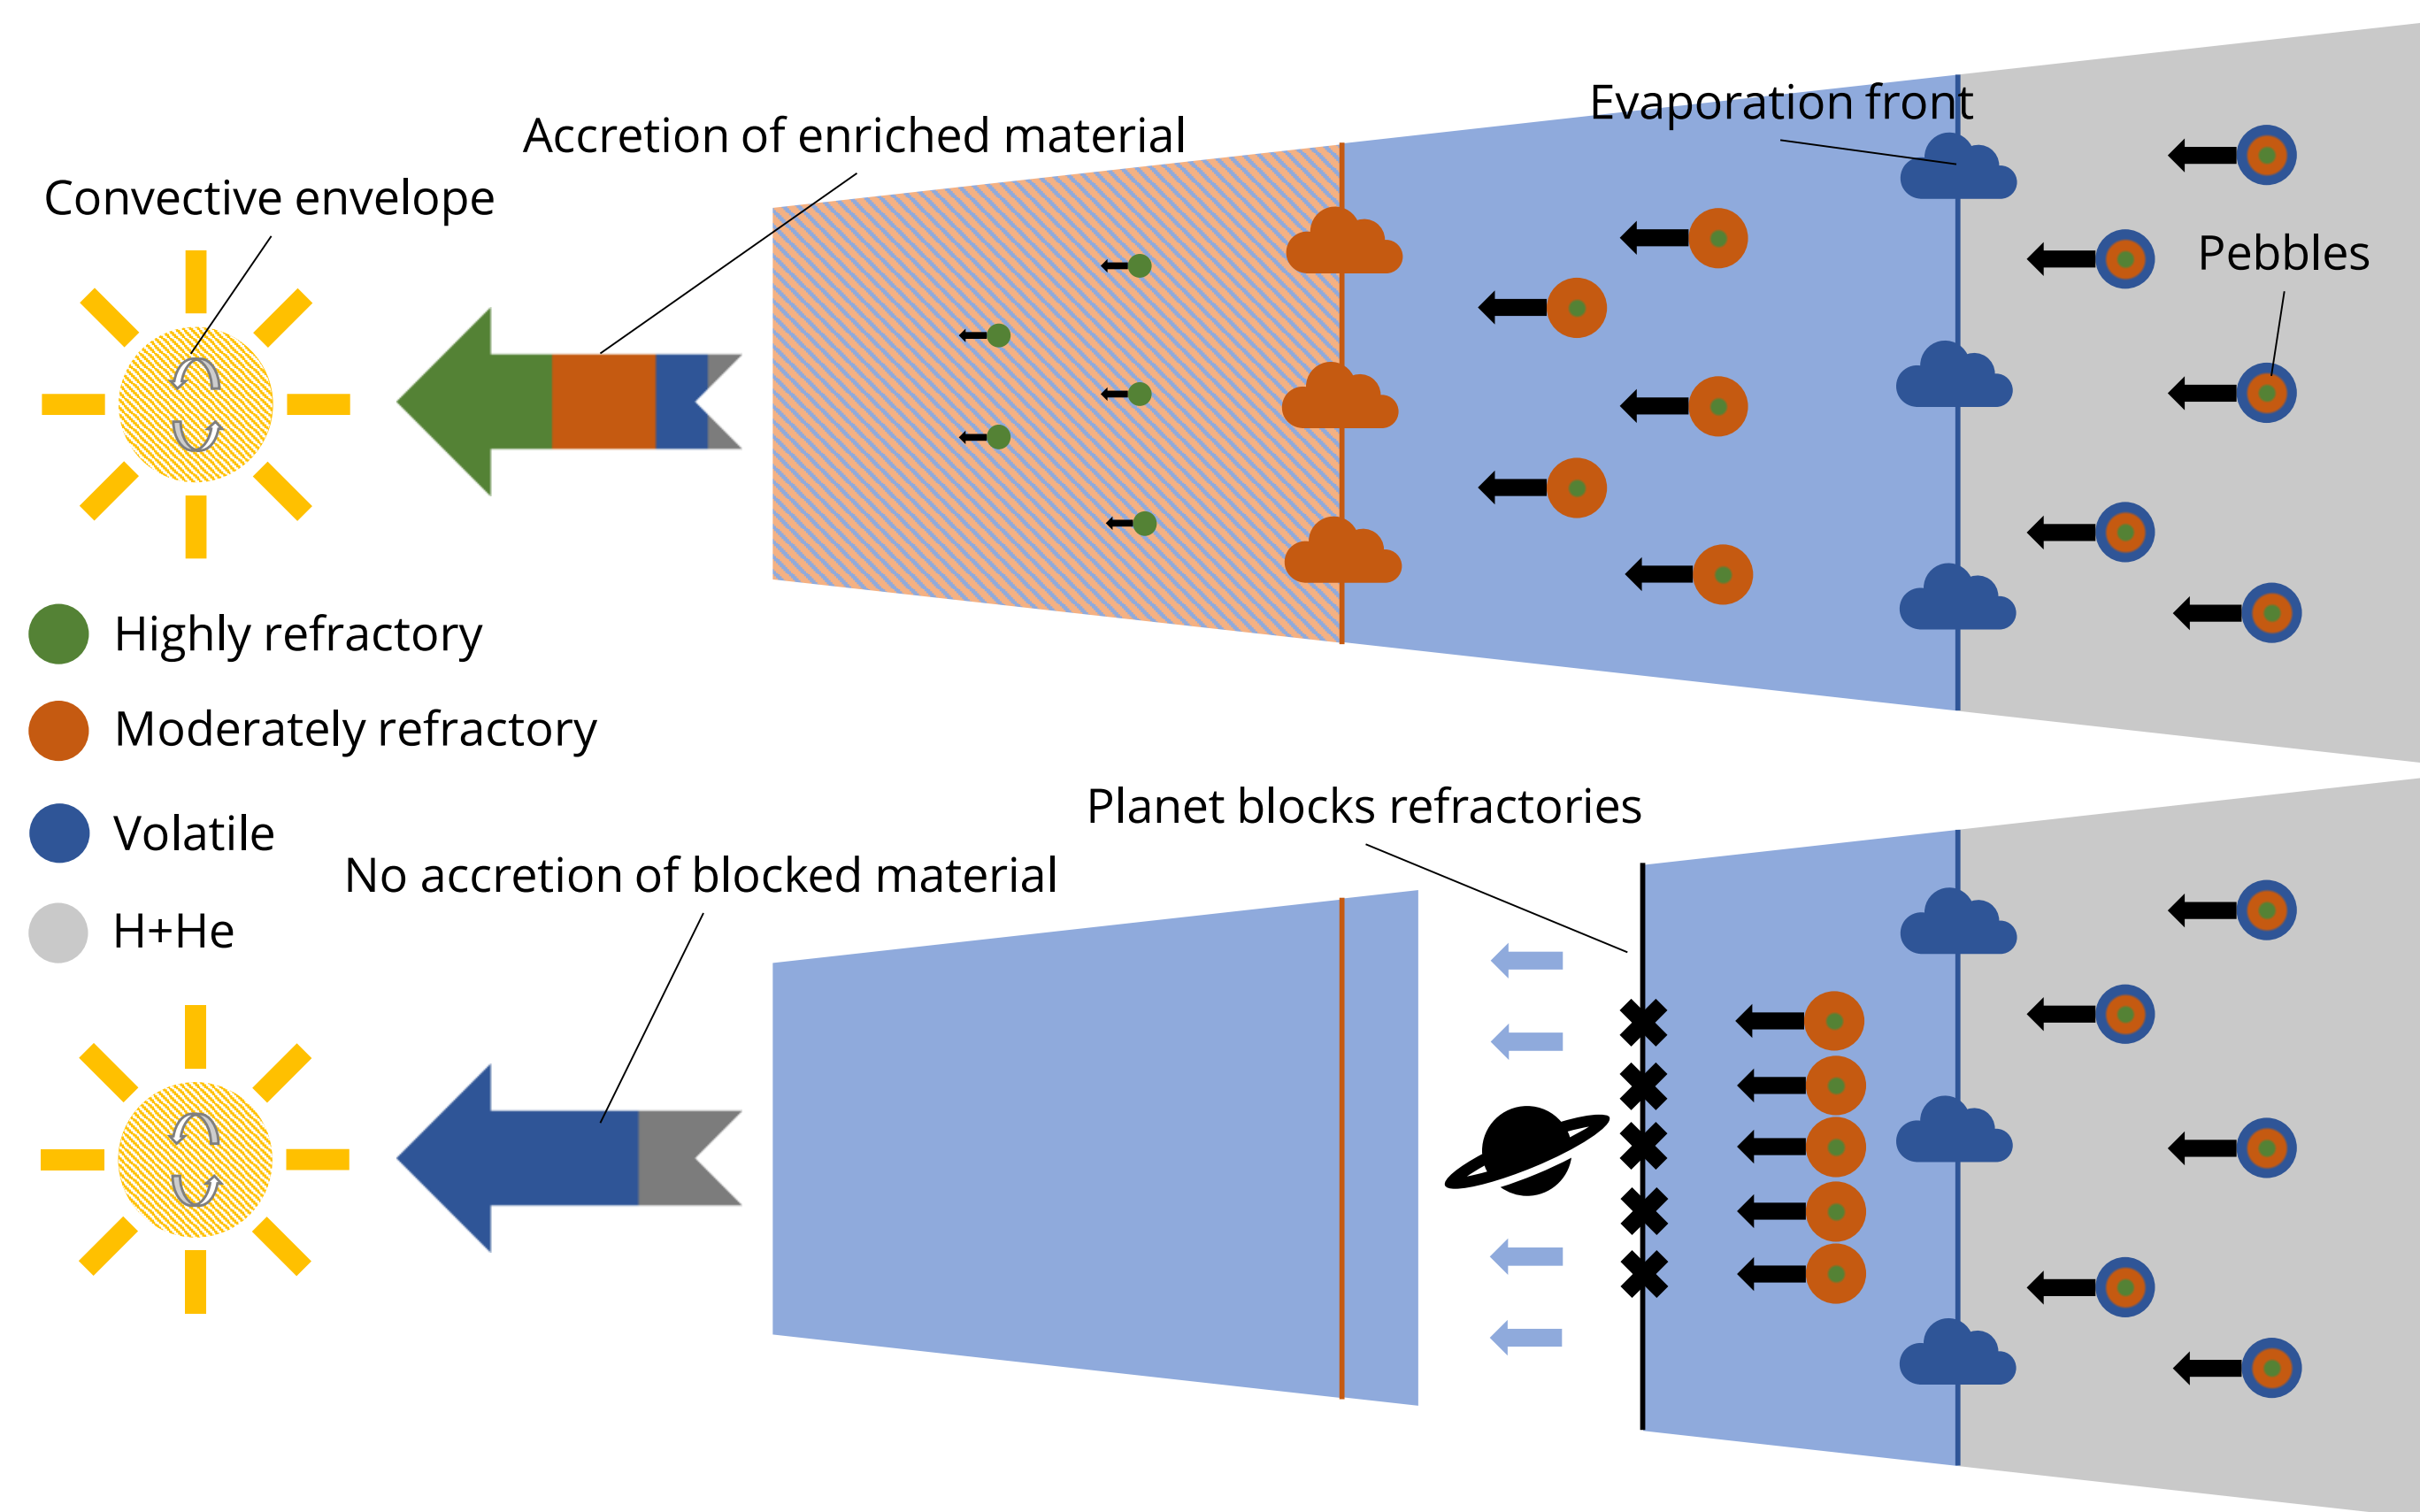 Evaporation front
Accretion of enriched material
Convective envelope
Pebbles
Highly refractory
Moderately refractory
Volatile
H+He
Planet blocks refractories
No accretion of blocked material